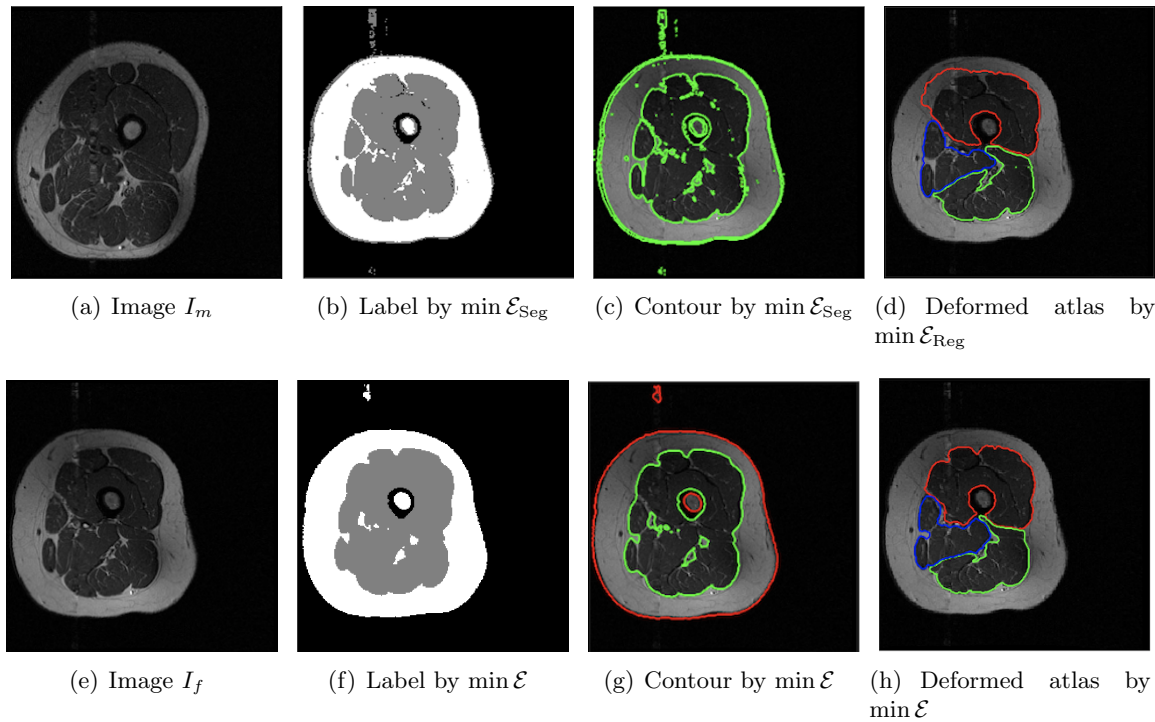 (a) Image I_m
(b) Label by min ℰ_Seg
(c) Contour by min ℰ_Seg
(d) Deformed atlas by
min ℰ_Reg
(e) Image I_f
(f) Label by min ℰ
(g) Contour by min ℰ
(h) Deformed atlas by
min ℰ